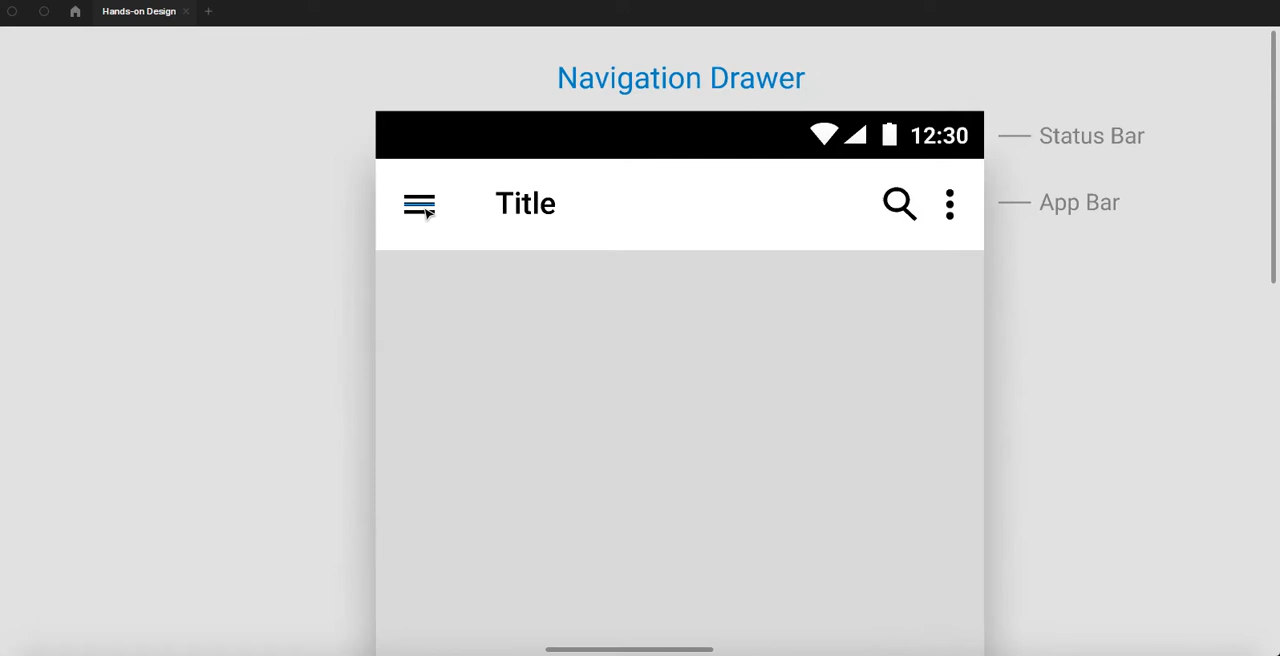 Hands-on Design
Navigation Drawer
12:30
Status Bar
Title
App Bar